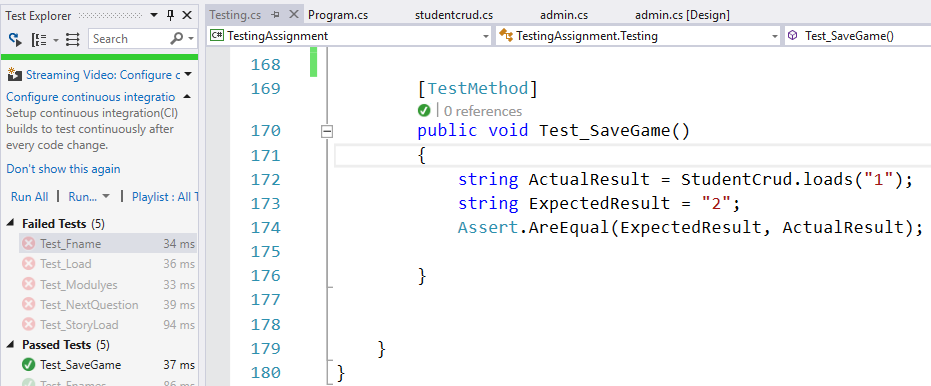 Test Explorer
Search
Streaming Video: Configure c
Configure continuous integratio
Setup continuous integration(CI)
builds to test continuously after
every code change.
Don't show this again
Run All | Run... | Playlist : All T
Failed Tests (5)
Test_Fname 34 ms
Test_Load 36 ms
Test_Modulyes 33 ms
Test_NextQuestion 39 ms
Test_StoryLoad 94 ms
Passed Tests (5)
Test_SaveGame 37 ms
Test_Fnames 86 ms
Testing.cs Program.cs studentcrud.cs admin.cs admin.cs [Design]
C# TestingAssignment TestingAssignment.Testing Test_SaveGame()
168
169 [TestMethod]
| 0 references
170 public void Test_SaveGame()
171 {
172 string ActualResult = StudentCrud.loads("1");
173 string ExpectedResult = "2";
174 Assert.AreEqual(ExpectedResult, ActualResult);
175
176 }
177
178
179 }
180 }